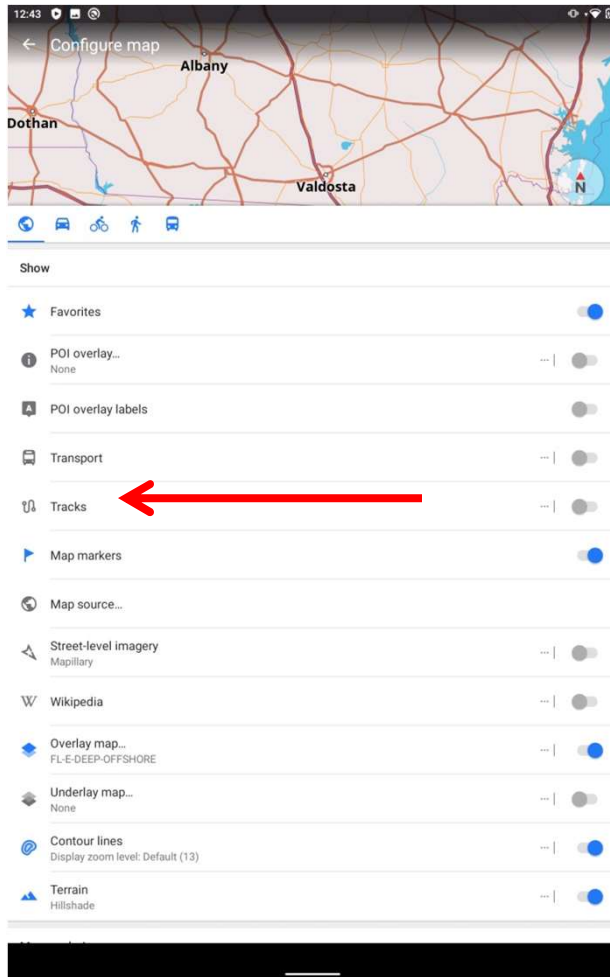 12:43
Configure map
Albany
Dothan
Valdosta
N
Show
Favorites
POI overlay...
None
A
POI overlay labels
Transport
Tracks
Map markers
Map source...
Street-level imagery
Mapillary
W Wikipedia
Overlay map...
FL-E-DEEP-OFFSHORE
Underlay map...
None
Contour lines
Display zoom level: Default (13)
Terrain
Hillshade